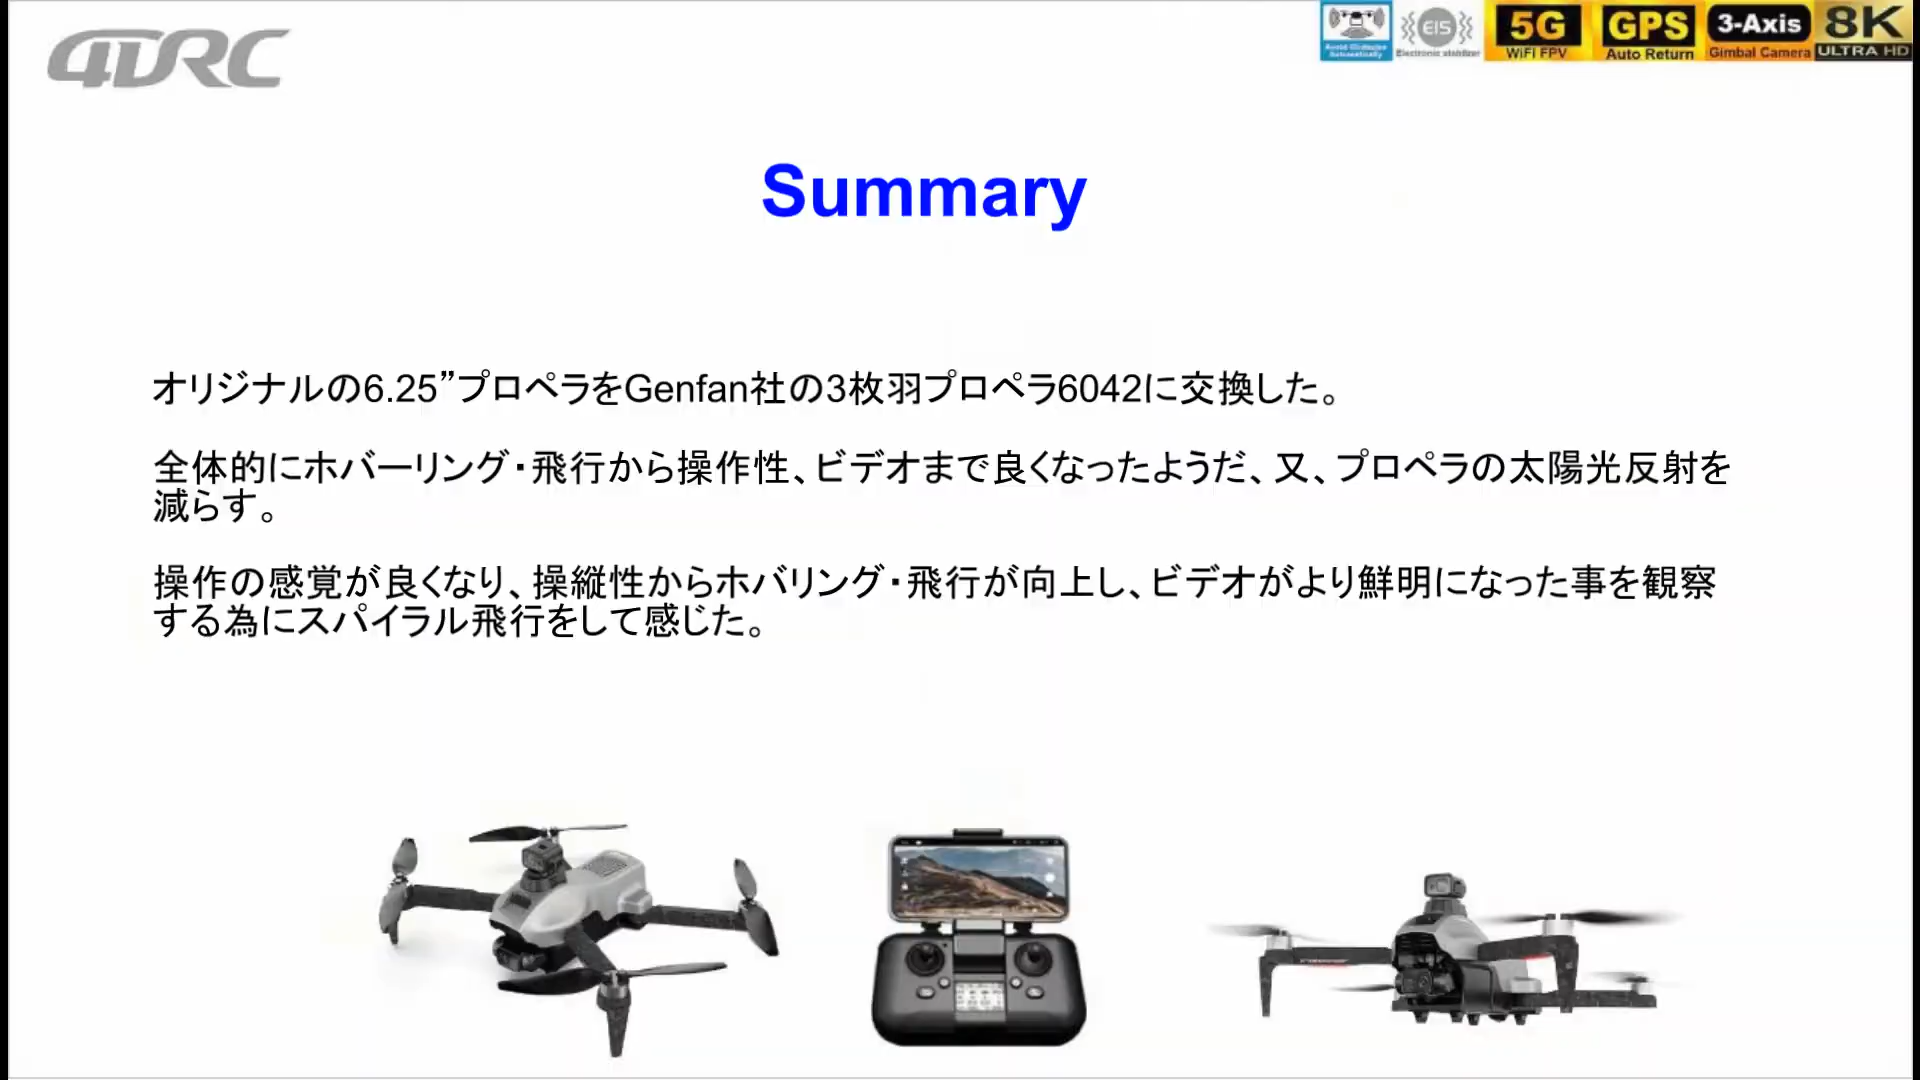 4DRC
Avoid Obstacles
Automatically
EIS
Electronic stabilizer
5G
WiFi FPV
GPS
Auto Return
3-Axis
Gimbal Camera
8K
ULTRA HD
Summary
オリジナルの6.25”プロペラをGenfan社の3枚羽プロペラ6042に交換した。
全体的にホバーリング・飛行から操作性、ビデオまで良くなったようだ、又、プロペラの太陽光反射を
減らす。
操作の感覚が良くなり、操縦性からホバリング・飛行が向上し、ビデオがより鮮明になった事を観察
する為にスパイラル飛行をして感じた。